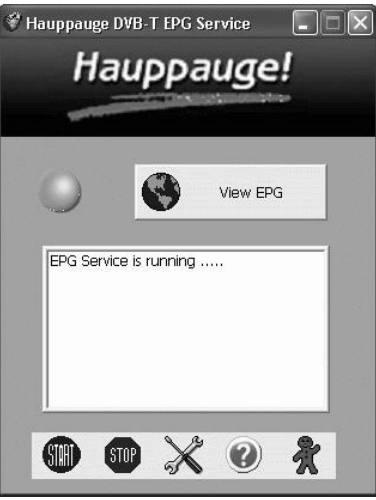 Hauppauge DVB-T EPG Service
Hauppauge!
View EPG
EPG Service is running .....
START STOP ?